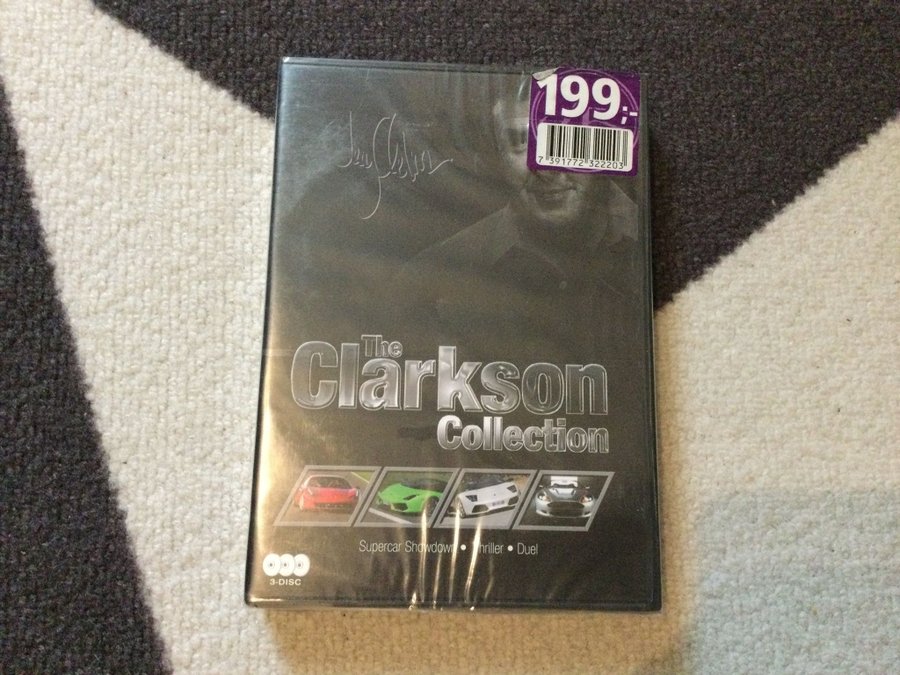 199;-
7 391772 322203
The
Clarkson
Collection
Supercar Showdown • Thriller • Duel
3-DISC